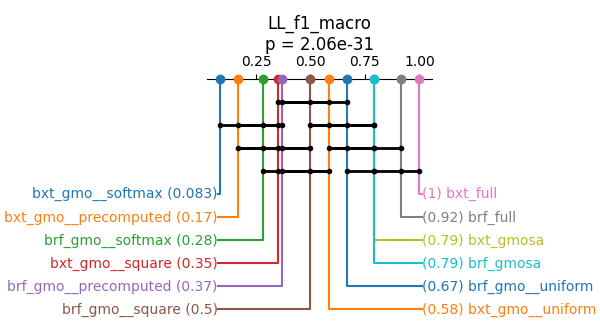 LL_f1_macro
p = 2.06e-31
0.25 0.50 0.75 1.00
bxt_gmo__softmax (0.083) (1) bxt_full
bxt_gmo__precomputed (0.17) (0.92) brf_full
brf_gmo__softmax (0.28) (0.79) bxt_gmosa
bxt_gmo__square (0.35) (0.79) brf_gmosa
brf_gmo__precomputed (0.37) (0.67) brf_gmo__uniform
brf_gmo__square (0.5) (0.58) bxt_gmo__uniform